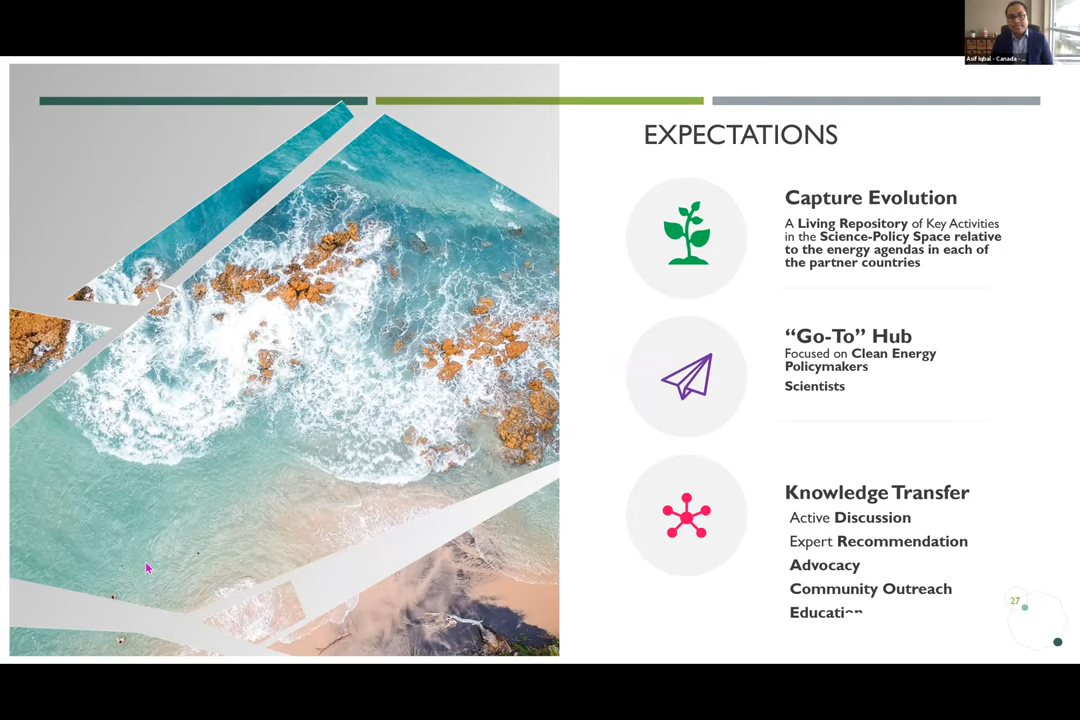 Asif Iqbal - Canada - ...
EXPECTATIONS
Capture Evolution
A Living Repository of Key Activities
in the Science-Policy Space relative
to the energy agendas in each of
the partner countries
“Go-To” Hub
Focused on Clean Energy
Policymakers
Scientists
Knowledge Transfer
Active Discussion
Expert Recommendation
Advocacy
Community Outreach
Education
27